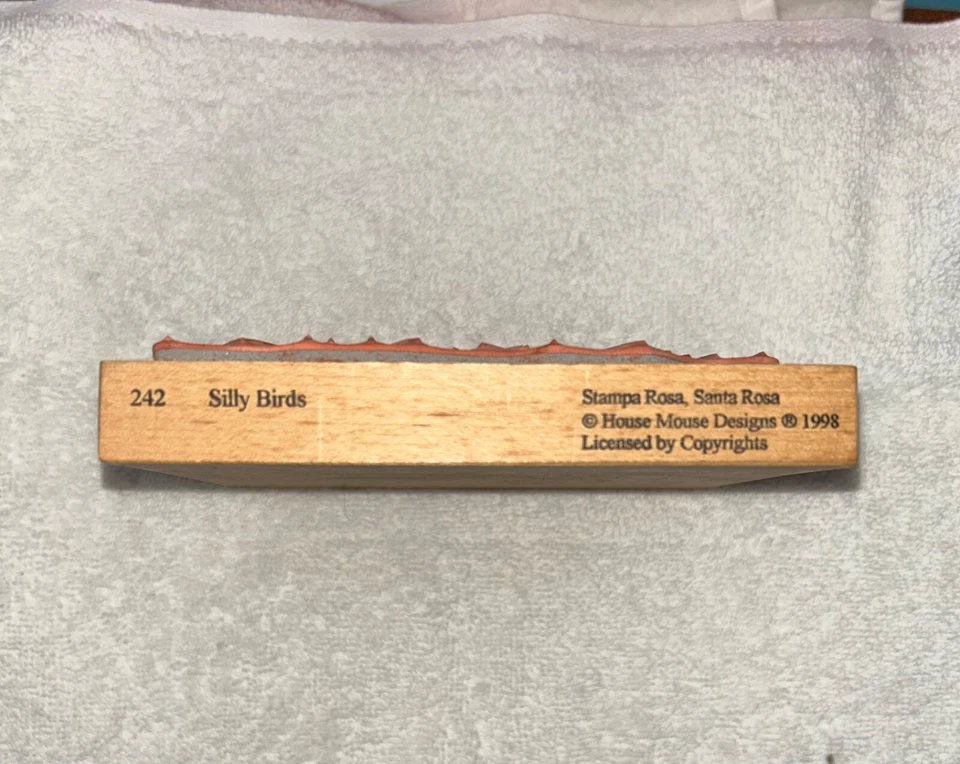 242 Silly Birds
Stampa Rosa, Santa Rosa
© House Mouse Designs ® 1998
Licensed by Copyrights